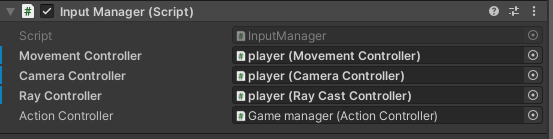 Input Manager (Script)
Script InputManager
Movement Controller player (Movement Controller)
Camera Controller player (Camera Controller)
Ray Controller player (Ray Cast Controller)
Action Controller Game manager (Action Controller)